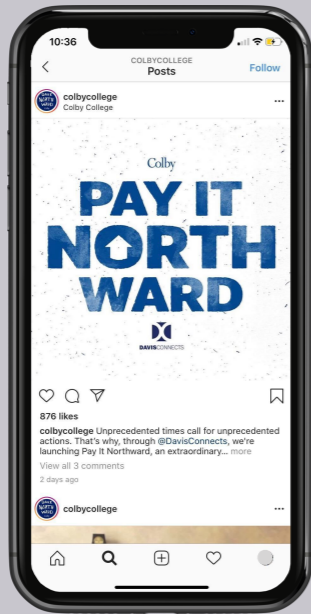 10:36
COLBYCOLLEGE
Posts
Follow
colbycollege
Colby College
Colby
PAY IT
NORTH
WARD
DAVISCONNECTS
876 likes
colbycollege Unprecedented times call for unprecedented
actions. That's why, through @DavisConnects, we're
launching Pay It Northward, an extraordinary... more
View all 3 comments
2 days ago
colbycollege